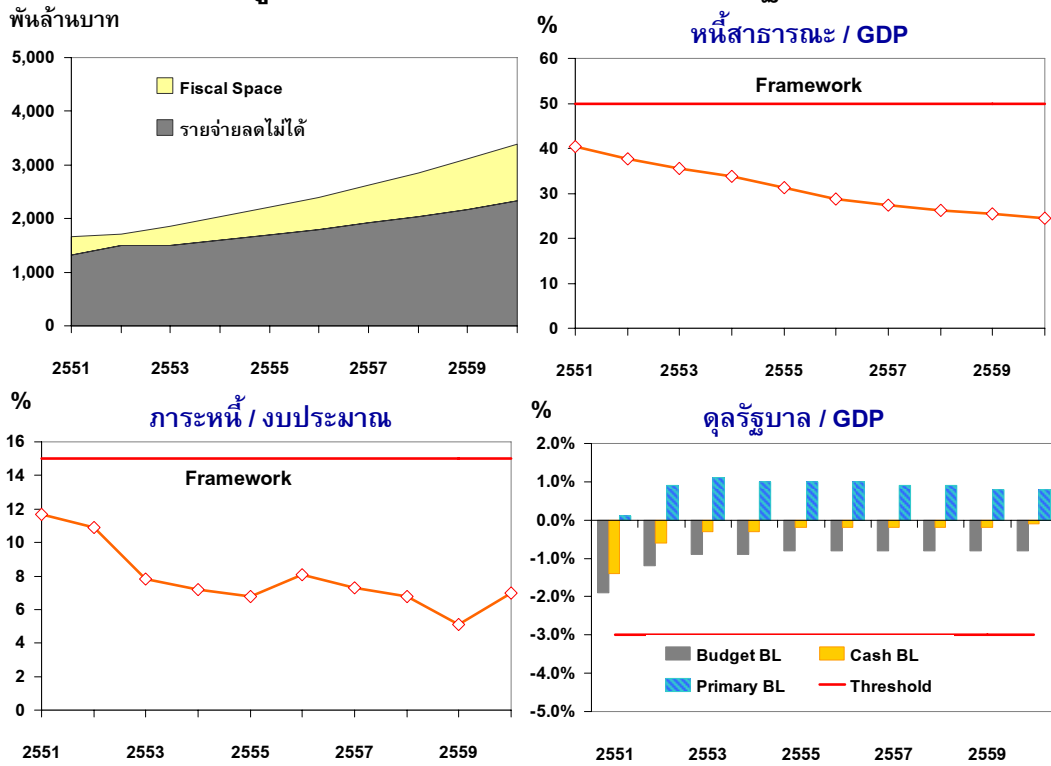 พันล้านบาท
5,000
4,000
3,000
2,000
1,000
0
Fiscal Space
รายจ่ายลดไม่ได้
2551 2553 2555 2557 2559
%
หนี้สาธารณะ / GDP
60
50
40
30
20
10
0
Framework
2551 2553 2555 2557 2559
%
ภาระหนี้ / งบประมาณ
16
14
12
10
8
6
4
2
0
Framework
2551 2553 2555 2557 2559
%
ดุลรัฐบาล / GDP
2.0%
1.0%
0.0%
-1.0%
-2.0%
-3.0%
-4.0%
-5.0%
Budget BL Cash BL
Primary BL Threshold
2551 2553 2555 2557 2559